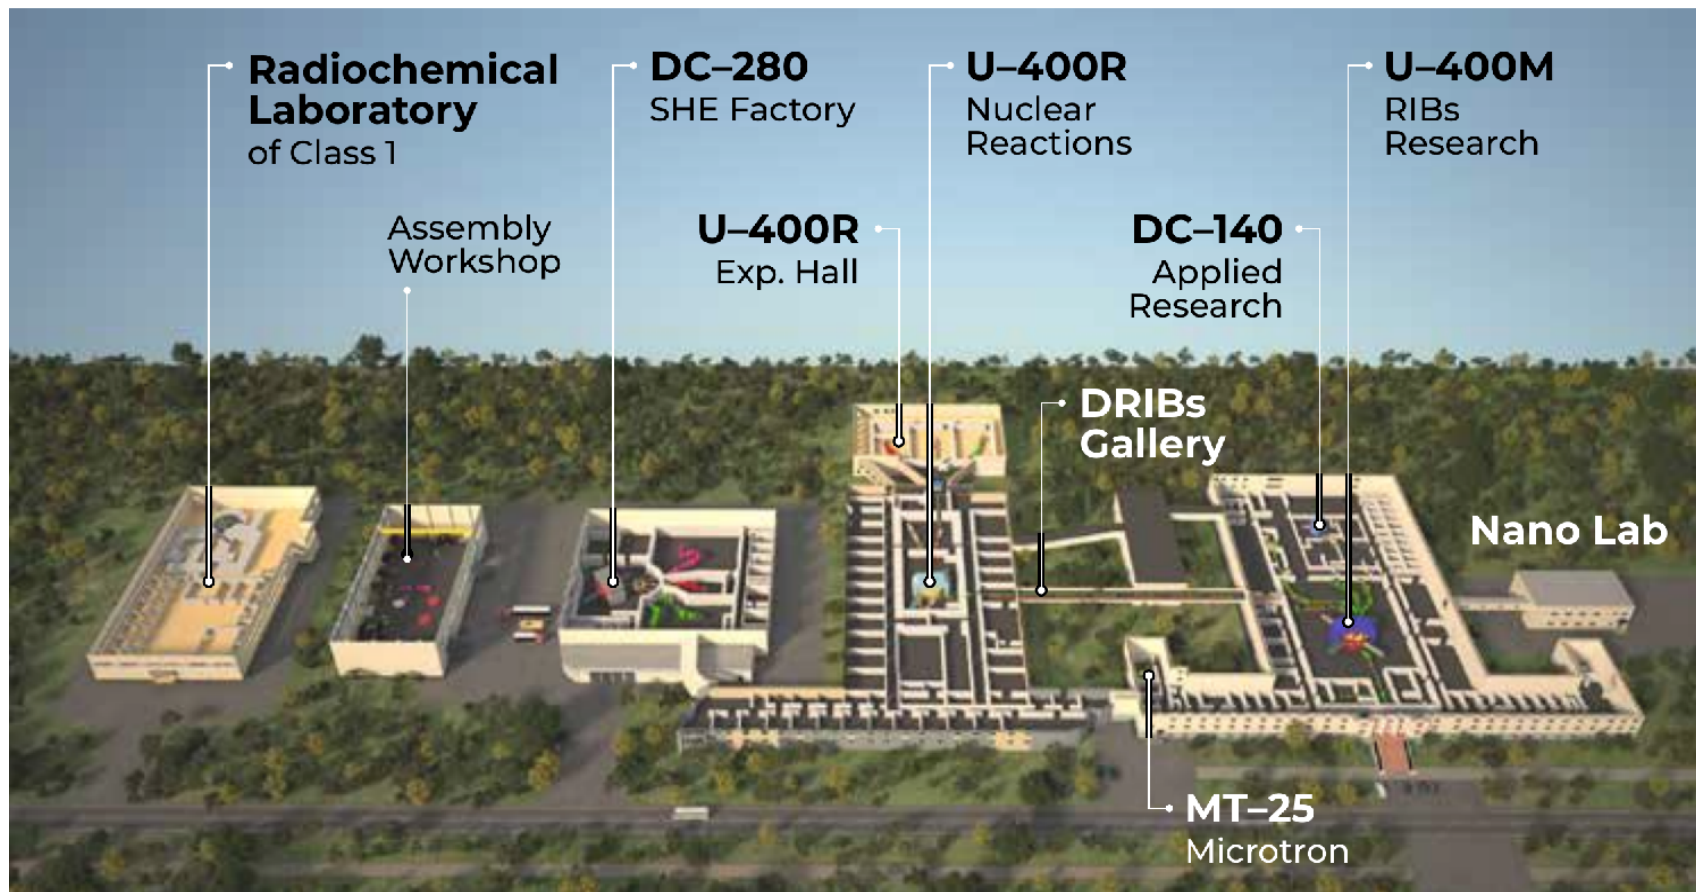 Radiochemical
Laboratory
of Class 1
DC–280
SHE Factory
U–400R
Nuclear
Reactions
U–400M
RIBs
Research
Assembly
Workshop
U–400R
Exp. Hall
DC–140
Applied
Research
DRIBs
Gallery
Nano Lab
MT–25
Microtron